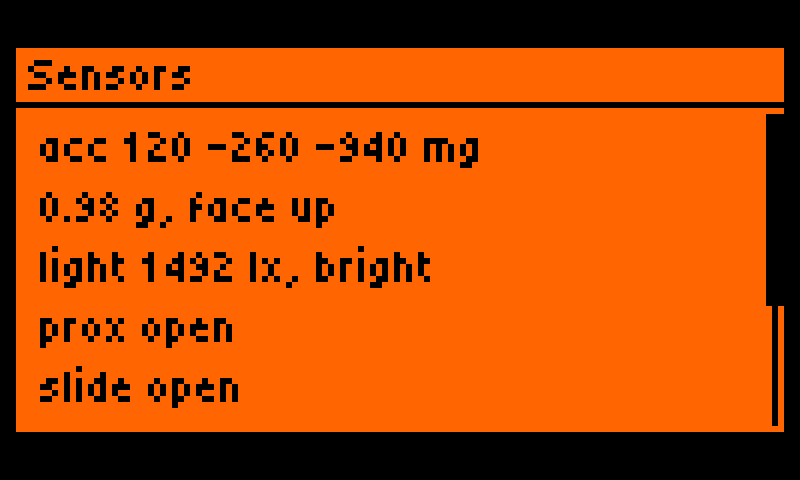 Sensors
acc 120 -260 -940 mg
0.98 g, face up
light 1492 lx, bright
prox open
slide open